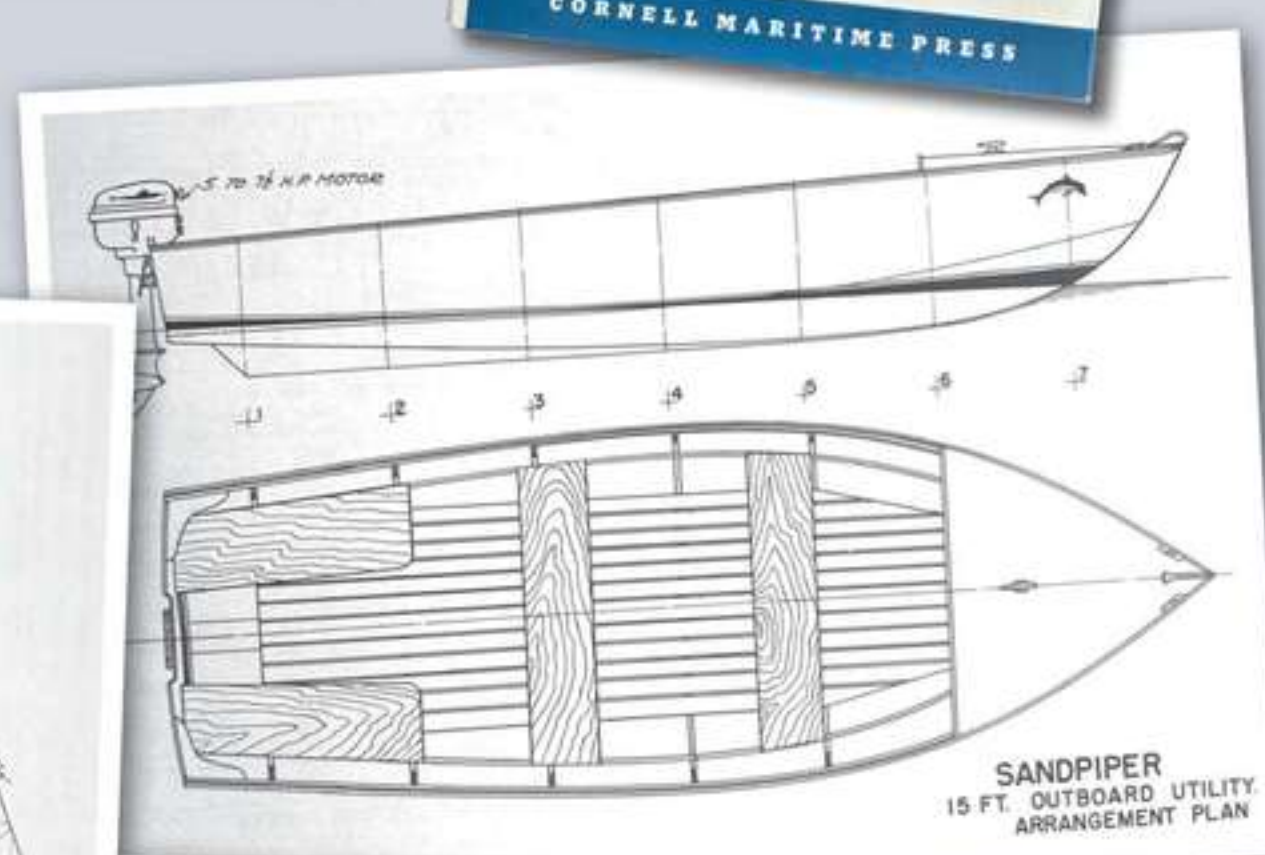 CORNELL MARITIME PRESS
5 TO 7½ H.P. MOTOR
1
2
3
4
5
6
7
SANDPIPER
15 FT. OUTBOARD UTILITY.
ARRANGEMENT PLAN